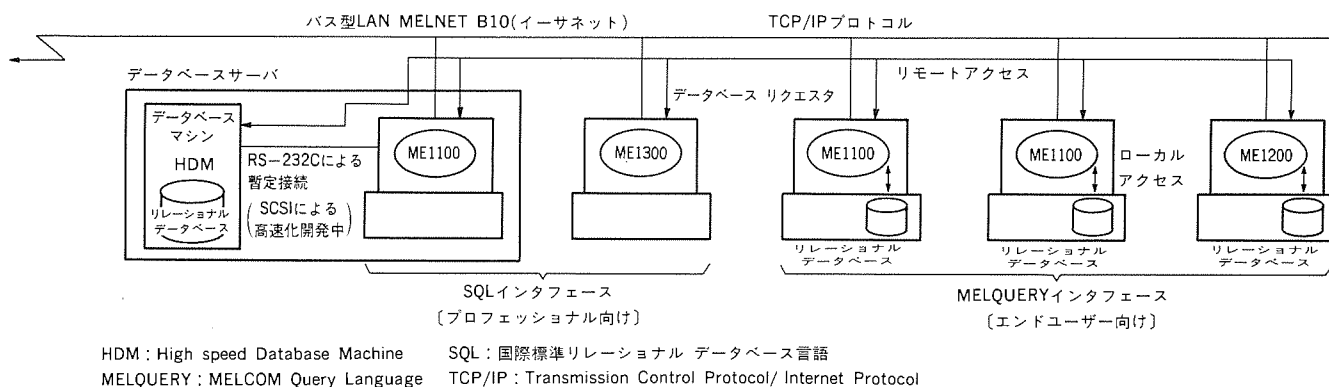 バス型LAN MELNET B10(イーサネット)
TCP/IPプロトコル
データベースサーバ
リモートアクセス
データベース リクエスタ
データベース
マシン
HDM
リレーショナル
データベース
RS-232Cによる
暫定接続
(SCSIによる
高速化開発中)
ME1100
ME1300
ME1100
ME1100
ME1200
ローカル
アクセス
リレーショナル
データベース
リレーショナル
データベース
リレーショナル
データベース
SQLインタフェース
〔プロフェッショナル向け〕
MELQUERYインタフェース
〔エンドユーザー向け〕
HDM:High speed Database Machine
SQL:国際標準リレーショナル データベース言語
MELQUERY:MELCOM Query Language
TCP/IP:Transmission Control Protocol/ Internet Protocol